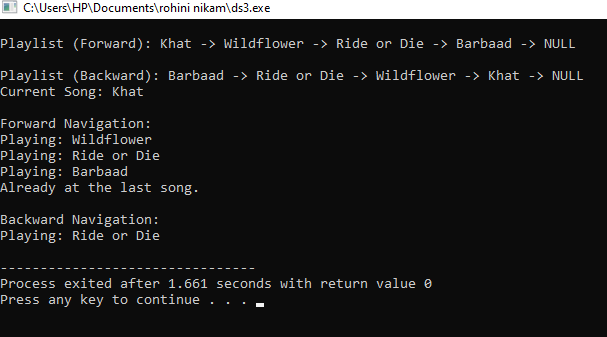 C:\Users\HP\Documents\rohini nikam\ds3.exe
Playlist (Forward): Khat -> Wildflower -> Ride or Die -> Barbaad -> NULL
Playlist (Backward): Barbaad -> Ride or Die -> Wildflower -> Khat -> NULL
Current Song: Khat
Forward Navigation:
Playing: Wildflower
Playing: Ride or Die
Playing: Barbaad
Already at the last song.
Backward Navigation:
Playing: Ride or Die
--------------------------------
Process exited after 1.661 seconds with return value 0
Press any key to continue . . .